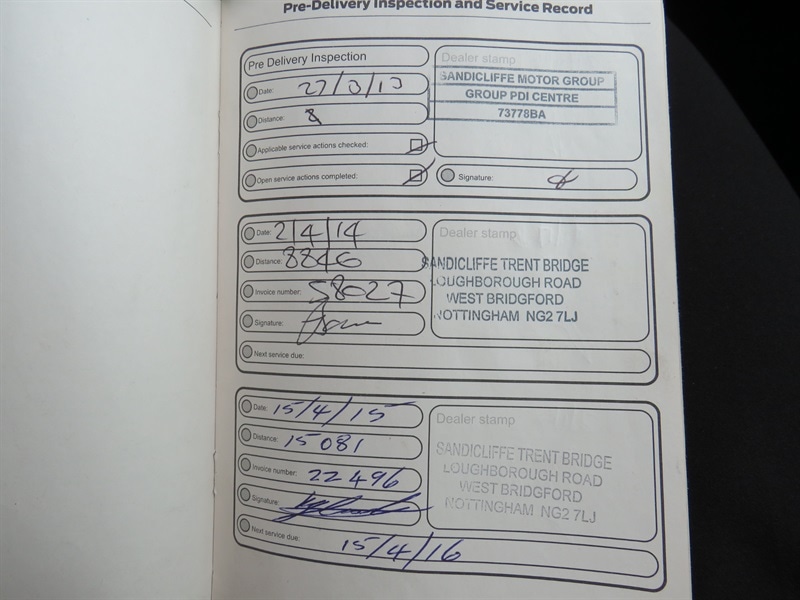 Pre-Delivery Inspection and Service Record
Pre Delivery Inspection
Date: 27/3/13
Distance: 8
Applicable service actions checked:
Open service actions completed:
Dealer stamp
SANDICLIFFE MOTOR GROUP
GROUP PDI CENTRE
73778BA
Signature:
Date: 2/4/14
Distance: 8846
Invoice number: 58027
Signature:
Next service due:
Dealer stamp
SANDICLIFFE TRENT BRIDGE
LOUGHBOROUGH ROAD
WEST BRIDGFORD
NOTTINGHAM NG2 7LJ
Date: 15/4/15
Distance: 15081
Invoice number: 22496
Signature:
Next service due: 15/4/16
Dealer stamp
SANDICLIFFE TRENT BRIDGE
LOUGHBOROUGH ROAD
WEST BRIDGFORD
NOTTINGHAM NG2 7LJ